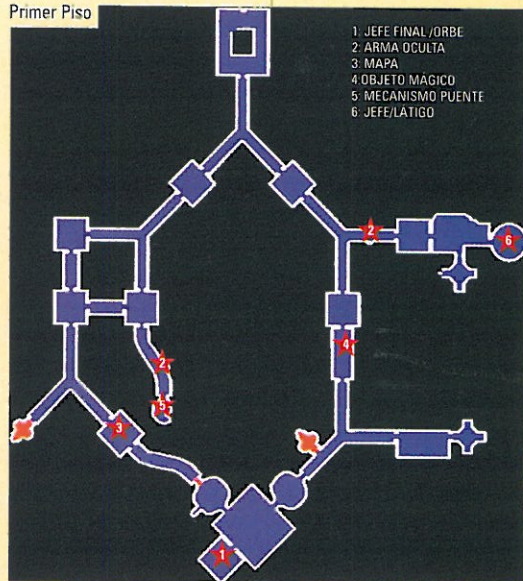 Primer Piso
1: JEFE FINAL /ORBE
2: ARMA OCULTA
3: MAPA
4:OBJETO MÁGICO
5: MECANISMO PUENTE
6: JEFE/LÁTIGO
2
6
4
2
5
3
1